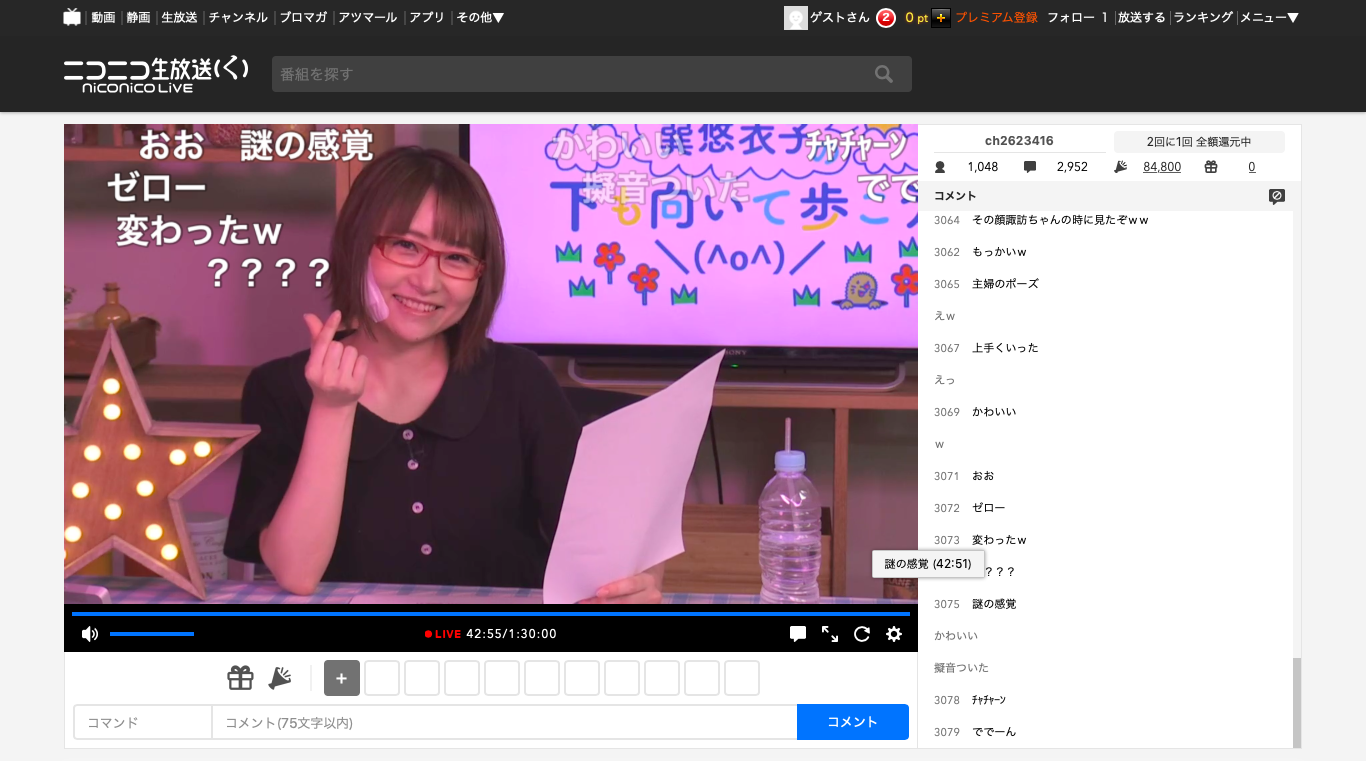 動画 静画 生放送 チャンネル ブロマガ アツマール アプリ その他▼
ゲストさん 2 0 pt + プレミアム登録 フォロー 1 放送する ランキング メニュー▼
ニコニコ生放送(く)
niconico LIVE
番組を探す
おお 謎の感覚
ゼロー
変わったw
????
かわいい
ﾁｬﾁｬｰﾝ
擬音ついた
でで
巽悠衣子の
下も向いて歩こう
＼(^o^)／
SONY
LIVE 42:55/1:30:00
+
コマンド
コメント(75文字以内)
コメント
ch2623416
2回に1回 全額還元中
1,048 2,952 84,800 0
コメント
3064 その顔諏訪ちゃんの時に見たぞｗｗ
3062 もっかいｗ
3065 主婦のポーズ
えｗ
3067 上手くいった
えっ
3069 かわいい
ｗ
3071 おお
3072 ゼロー
3073 変わったｗ
謎の感覚 (42:51)
？？？
3075 謎の感覚
かわいい
擬音ついた
3078 ﾁｬﾁｬｰﾝ
3079 ででーん